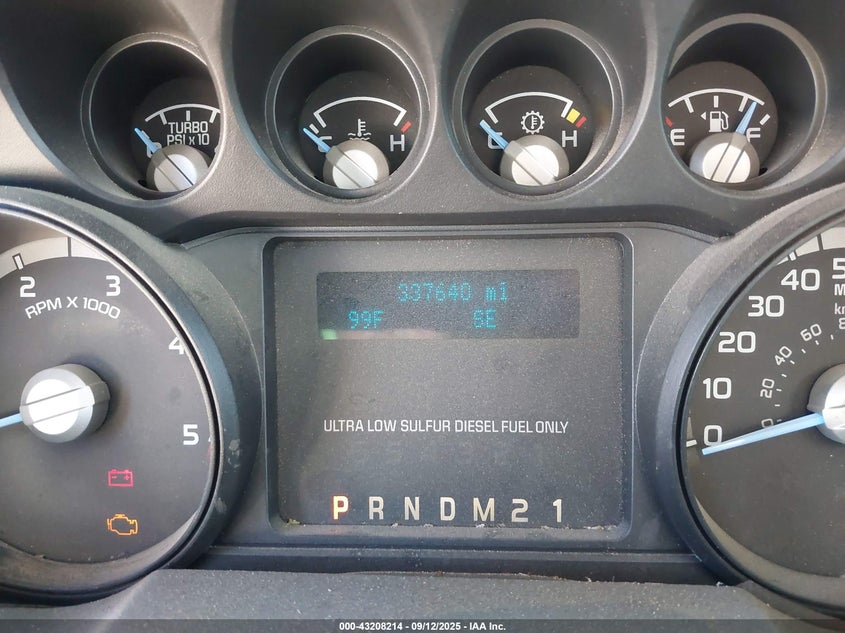 TURBO
PSI x 10
0
C H
C H
E F
337640 mi
99F SE
2 3
RPM X 1000
4
5
ULTRA LOW SULFUR DIESEL FUEL ONLY
P R N D M 2 1
0 10 20 30 40
20 40 60
000-43208214 - 09/12/2025 - IAA Inc.